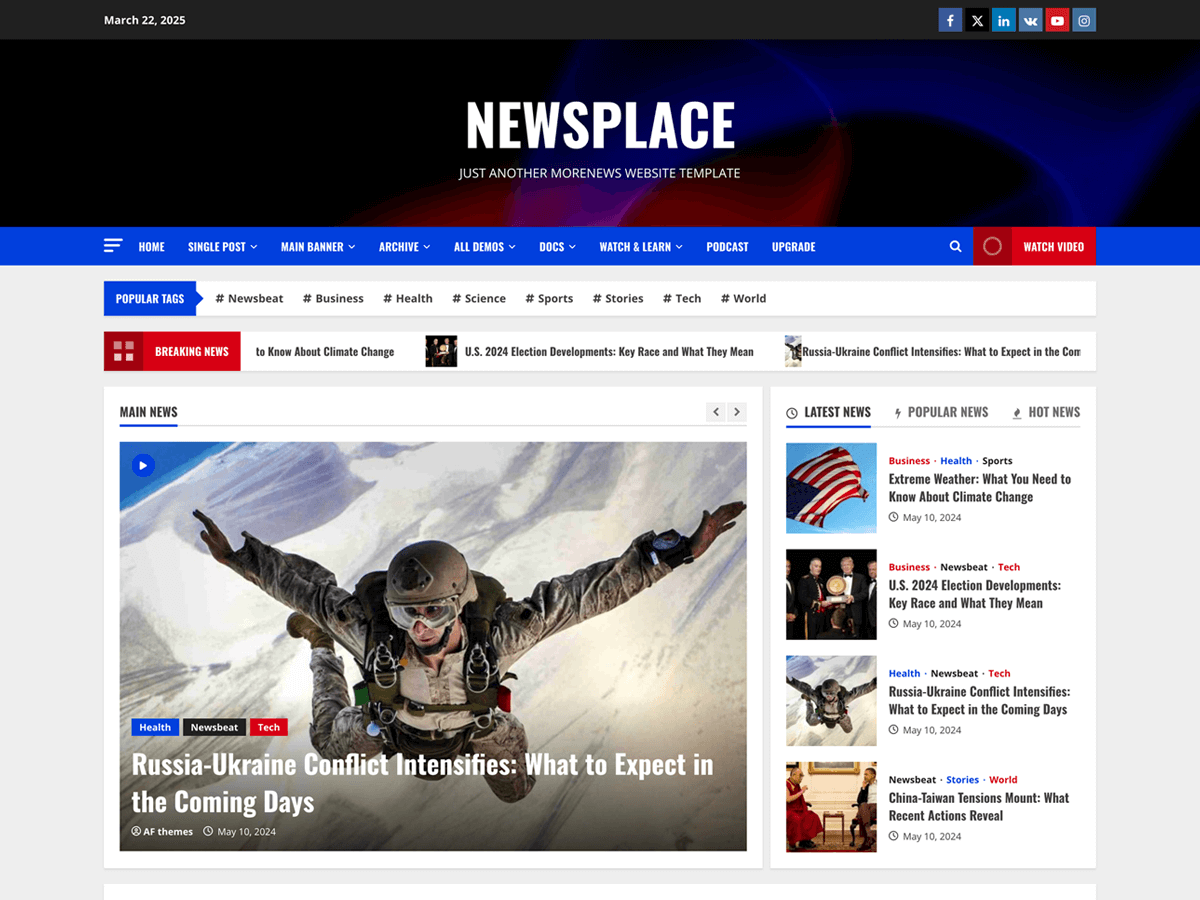 March 22, 2025
NEWSPLACE
JUST ANOTHER MORENEWS WEBSITE TEMPLATE
HOME SINGLE POST MAIN BANNER ARCHIVE ALL DEMOS DOCS WATCH & LEARN PODCAST UPGRADE WATCH VIDEO
POPULAR TAGS # Newsbeat # Business # Health # Science # Sports # Stories # Tech # World
BREAKING NEWS to Know About Climate Change U.S. 2024 Election Developments: Key Race and What They Mean Russia-Ukraine Conflict Intensifies: What to Expect in the Com
MAIN NEWS
Health Newsbeat Tech
Russia-Ukraine Conflict Intensifies: What to Expect in
the Coming Days
AF themes May 10, 2024
LATEST NEWS POPULAR NEWS HOT NEWS
Business · Health · Sports
Extreme Weather: What You Need to
Know About Climate Change
May 10, 2024
Business · Newsbeat · Tech
U.S. 2024 Election Developments:
Key Race and What They Mean
May 10, 2024
Health · Newsbeat · Tech
Russia-Ukraine Conflict Intensifies:
What to Expect in the Coming Days
May 10, 2024
Newsbeat · Stories · World
China-Taiwan Tensions Mount: What
Recent Actions Reveal
May 10, 2024